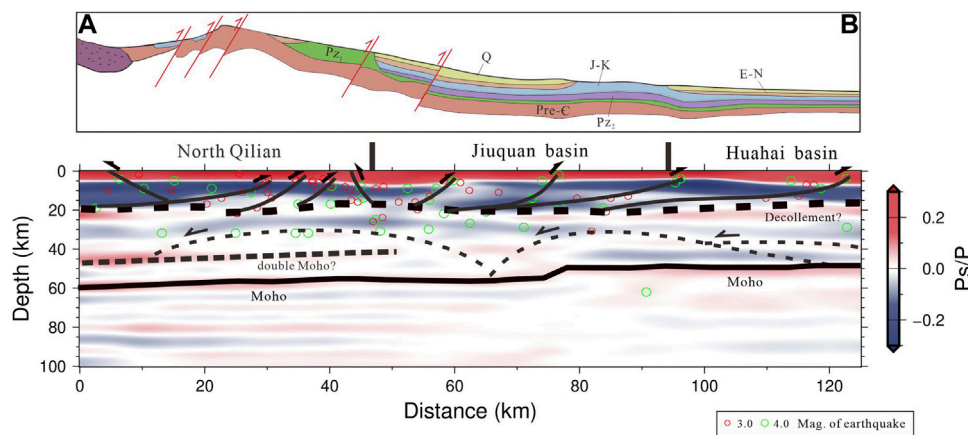 A
B
Q
J-K
E-N
Pz1
Pre-Є
Pz2
North Qilian
Jiuquan basin
Huahai basin
0
20
40
60
80
100
Depth (km)
Decollement?
double Moho?
Moho
Moho
0.2
0.0
−0.2
Ps/P
0
20
40
60
80
100
120
Distance (km)
3.0 4.0 Mag. of earthquake